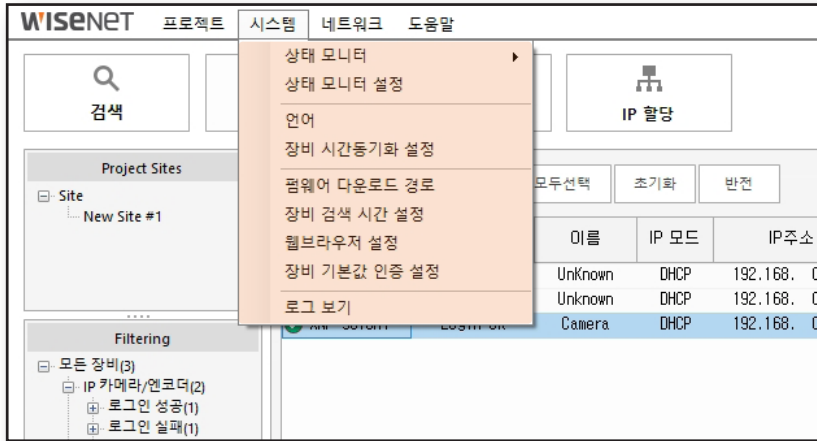 WISENET 프로젝트 시스템 네트워크 도움말
상태 모니터
상태 모니터 설정
언어
장비 시간동기화 설정
펌웨어 다운로드 경로
장비 검색 시간 설정
웹브라우저 설정
장비 기본값 인증 설정
로그 보기
검색
IP 할당
Project Sites
Site
New Site #1
모두선택 초기화 반전
이름 IP 모드 IP주소
UnKnown DHCP 192.168. 0
Unknown DHCP 192.168. 0
Camera DHCP 192.168. 0
Filtering
모든 장비(3)
IP 카메라/엔코더(2)
로그인 성공(1)
로그인 실패(1)